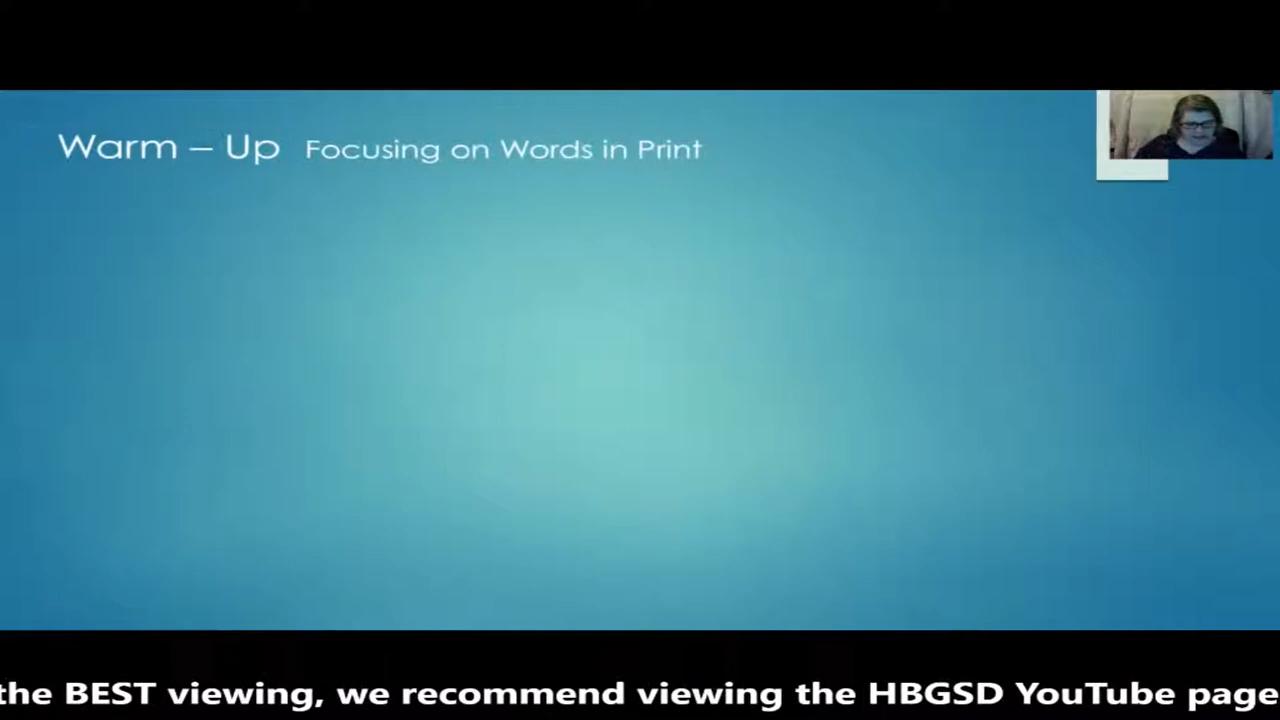 Warm – Up Focusing on Words in Print
the BEST viewing, we recommend viewing the HBGSD YouTube page